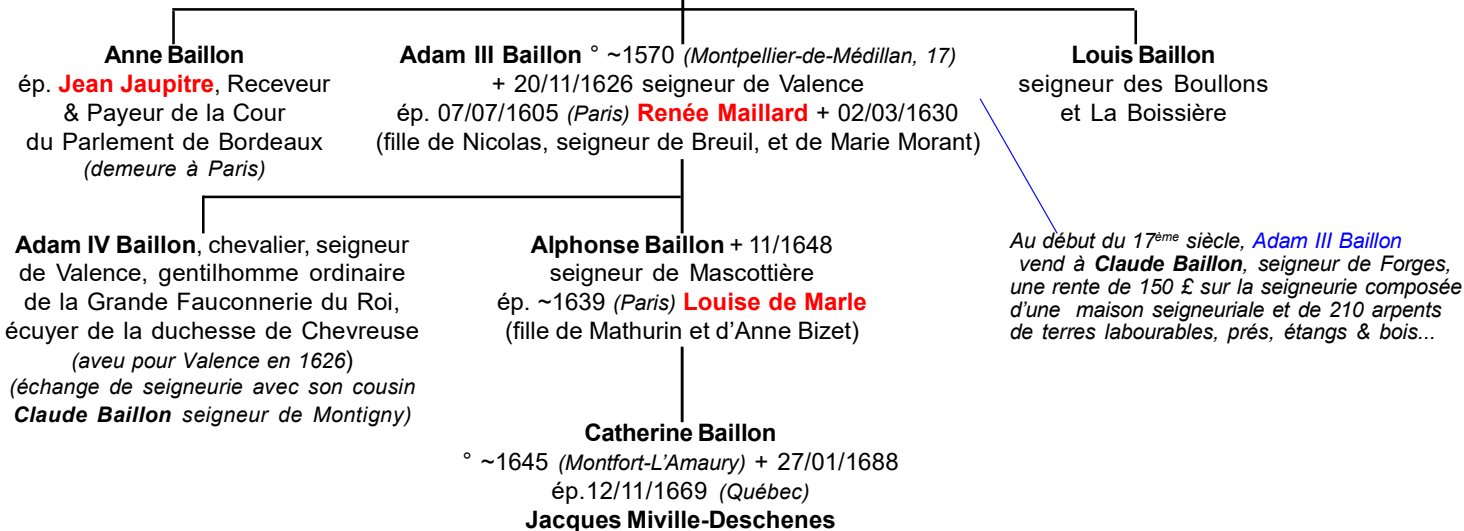 Anne Baillon
ép. Jean Jaupitre, Receveur
& Payeur de la Cour
du Parlement de Bordeaux
(demeure à Paris)
Adam III Baillon ° ~1570 (Montpellier-de-Médillan, 17)
+ 20/11/1626 seigneur de Valence
ép. 07/07/1605 (Paris) Renée Maillard + 02/03/1630
(fille de Nicolas, seigneur de Breuil, et de Marie Morant)
Louis Baillon
seigneur des Boullons
et La Boissière
Adam IV Baillon, chevalier, seigneur
de Valence, gentilhomme ordinaire
de la Grande Fauconnerie du Roi,
écuyer de la duchesse de Chevreuse
(aveu pour Valence en 1626)
(échange de seigneurie avec son cousin
Claude Baillon seigneur de Montigny)
Alphonse Baillon + 11/1648
seigneur de Mascottière
ép. ~1639 (Paris) Louise de Marle
(fille de Mathurin et d'Anne Bizet)
Au début du 17ème siècle, Adam III Baillon
vend à Claude Baillon, seigneur de Forges,
une rente de 150 £ sur la seigneurie composée
d'une maison seigneuriale et de 210 arpents
de terres labourables, prés, étangs & bois...
Catherine Baillon
° ~1645 (Montfort-L'Amaury) + 27/01/1688
ép.12/11/1669 (Québec)
Jacques Miville-Deschenes